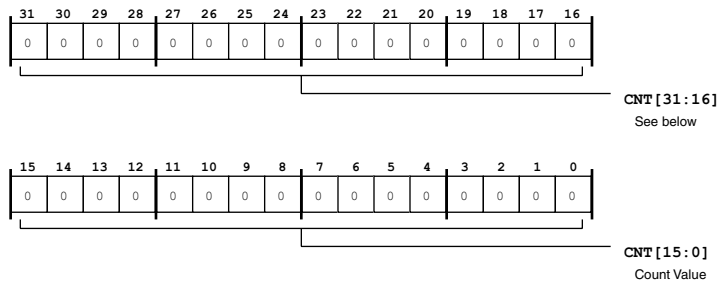 31 30 29 28 27 26 25 24 23 22 21 20 19 18 17 16
0 0 0 0 0 0 0 0 0 0 0 0 0 0 0 0
CNT[31:16]
See below
15 14 13 12 11 10 9 8 7 6 5 4 3 2 1 0
0 0 0 0 0 0 0 0 0 0 0 0 0 0 0 0
CNT[15:0]
Count Value